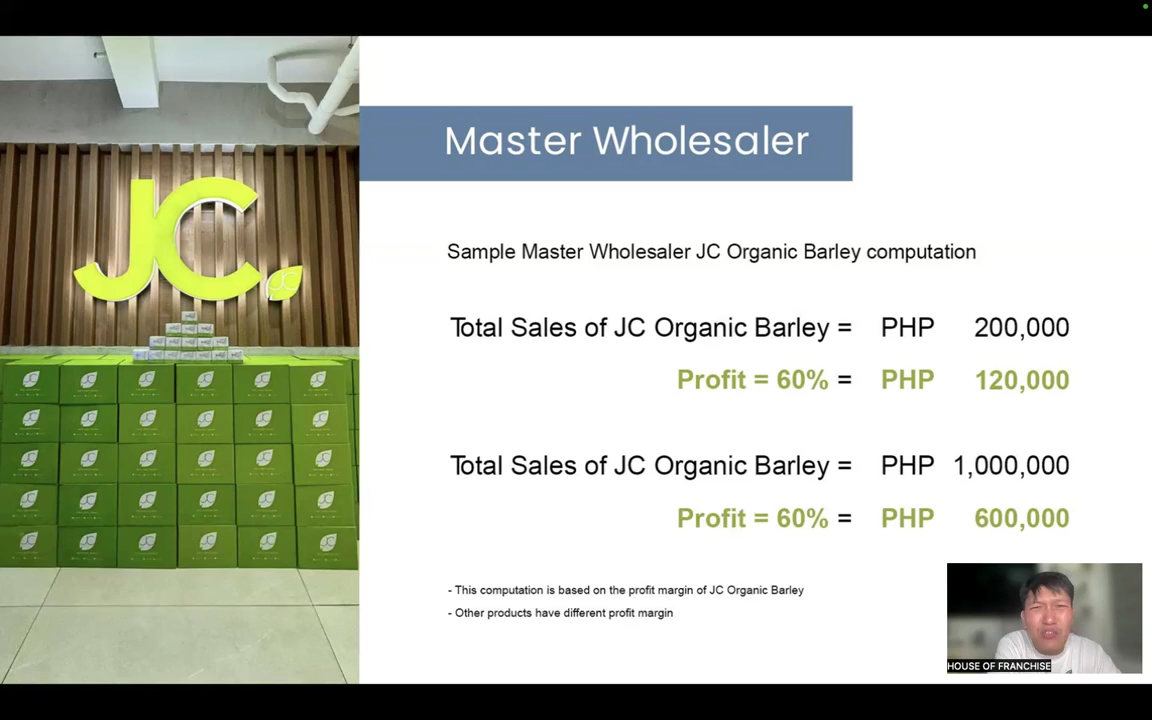 Master Wholesaler
JC
Sample Master Wholesaler JC Organic Barley computation
Total Sales of JC Organic Barley = PHP 200,000
Profit = 60% = PHP 120,000
Total Sales of JC Organic Barley = PHP 1,000,000
Profit = 60% = PHP 600,000
- This computation is based on the profit margin of JC Organic Barley
- Other products have different profit margin
HOUSE OF FRANCHISE